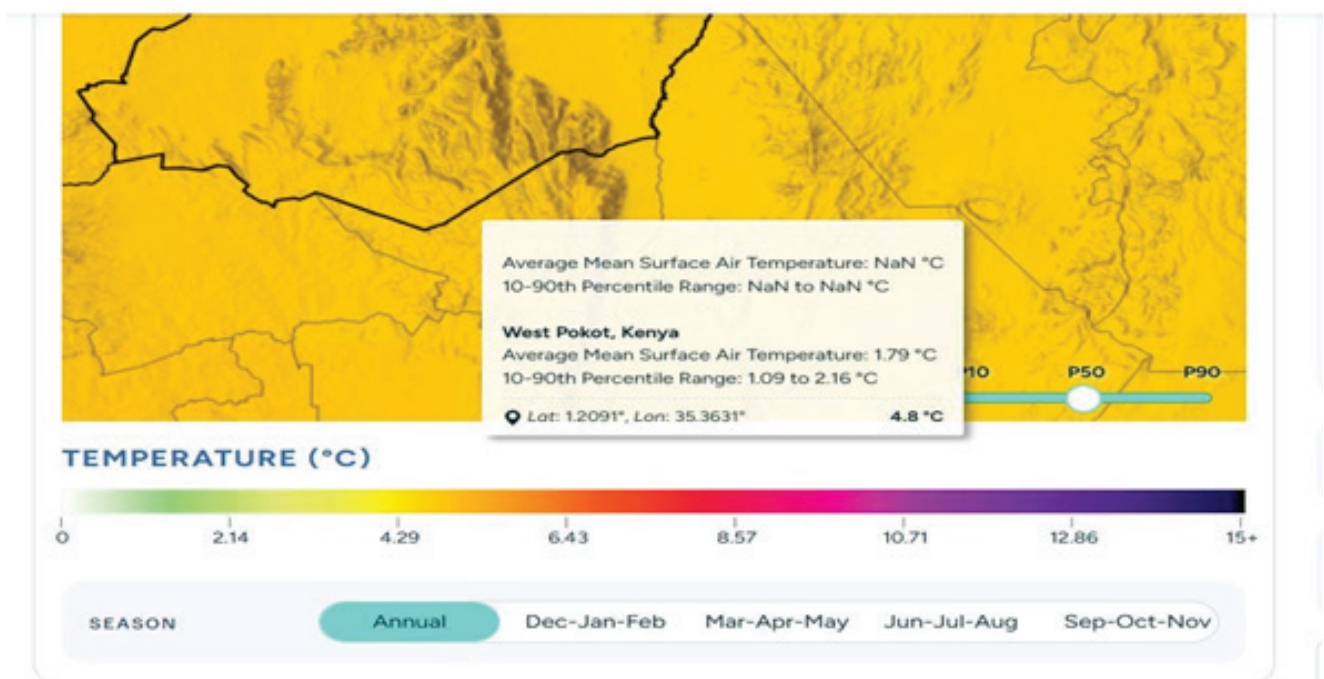 Average Mean Surface Air Temperature: NaN °C
10-90th Percentile Range: NaN to NaN °C
West Pokot, Kenya
Average Mean Surface Air Temperature: 1.79 °C
10-90th Percentile Range: 1.09 to 2.16 °C
Lat: 1.2091°, Lon: 35.3631° 4.8 °C
P50 P90
TEMPERATURE (°C)
0 2.14 4.29 6.43 8.57 10.71 12.86 15+
SEASON Annual Dec-Jan-Feb Mar-Apr-May Jun-Jul-Aug Sep-Oct-Nov